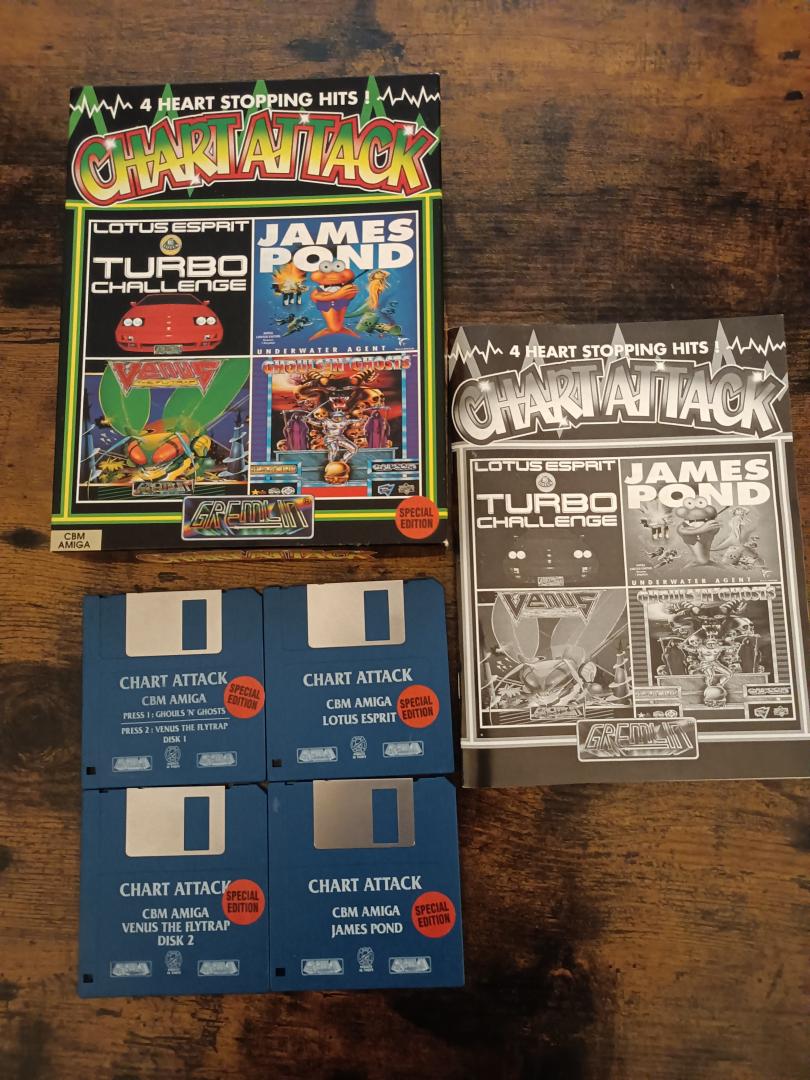 4 HEART STOPPING HITS !
CHART ATTACK
LOTUS ESPRIT
TURBO
CHALLENGE
JAMES
POND
UNDERWATER AGENT
VENUS
GHOULS'N'GHOSTS
GREMLIN
SPECIAL
EDITION
CBM
AMIGA
CHART ATTACK
4 HEART STOPPING HITS !
CHART ATTACK
LOTUS ESPRIT
TURBO
CHALLENGE
JAMES
POND
UNDERWATER AGENT
VENUS
GHOULS'N'GHOSTS
GREMLIN
CHART ATTACK
CBM AMIGA
PRESS 1 : GHOULS 'N' GHOSTS
PRESS 2 : VENUS THE FLYTRAP
DISK 1
SPECIAL
EDITION
CHART ATTACK
CBM AMIGA
LOTUS ESPRIT
SPECIAL
EDITION
CHART ATTACK
CBM AMIGA
VENUS THE FLYTRAP
DISK 2
SPECIAL
EDITION
CHART ATTACK
CBM AMIGA
JAMES POND
SPECIAL
EDITION